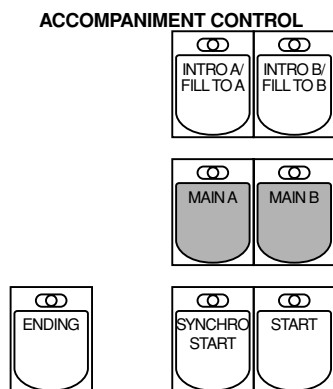 ACCOMPANIMENT CONTROL
INTRO A/ INTRO B/
FILL TO A FILL TO B
MAIN A MAIN B
ENDING SYNCHRO START
START